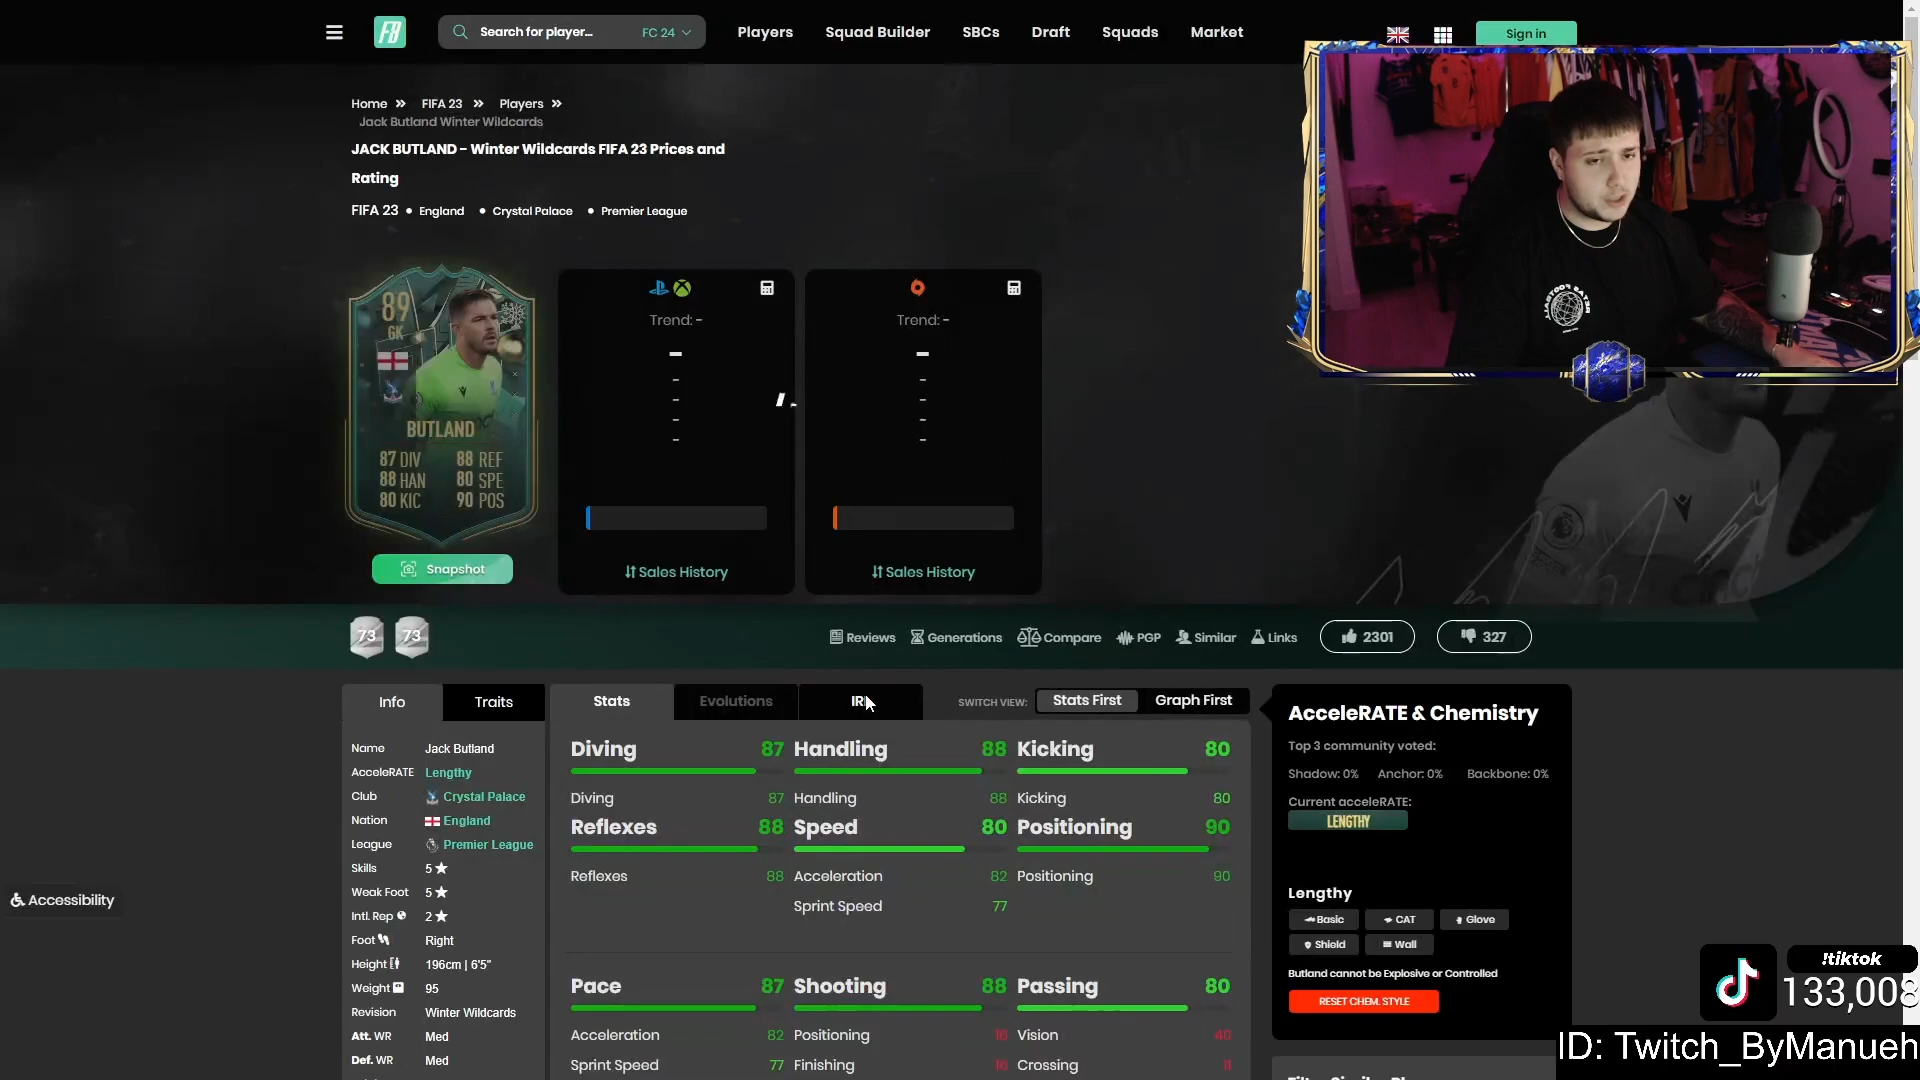 Search for player...
FC 24
Players
Squad Builder
SBCs
Draft
Squads
Market
Sign in
Home » FIFA 23 » Players »
Jack Butland Winter Wildcards
JACK BUTLAND - Winter Wildcards FIFA 23 Prices and
Rating
FIFA 23 • England • Crystal Palace • Premier League
89
GK
BUTLAND
87 DIV 88 REF
88 HAN 80 SPE
80 KIC 90 POS
Snapshot
Trend: -
-
-
-
-
-
Sales History
Trend: -
-
-
-
-
-
Sales History
73 73
Reviews
Generations
Compare
PGP
Similar
Links
2301
327
Info
Traits
Name Jack Butland
AcceleRATE Lengthy
Club Crystal Palace
Nation England
League Premier League
Skills 5 ★
Weak Foot 5 ★
Intl. Rep 2 ★
Foot Right
Height 196cm | 6'5"
Weight 95
Revision Winter Wildcards
Att. WR Med
Def. WR Med
Stats
Evolutions
SWITCH VIEW: Stats First Graph First
Diving 87 Handling 88 Kicking 80
Diving 87 Handling 88 Kicking 80
Reflexes 88 Speed 80 Positioning 90
Reflexes 88 Acceleration 82 Positioning 90
Sprint Speed 77
Pace 87 Shooting 88 Passing 80
Acceleration 82 Positioning 16 Vision 40
Sprint Speed 77 Finishing 16 Crossing 11
AcceleRATE & Chemistry
Top 3 community voted:
Shadow: 0% Anchor: 0% Backbone: 0%
Current acceleRATE:
LENGTHY
Lengthy
Basic CAT Glove
Shield Wall
Butland cannot be Explosive or Controlled
RESET CHEM. STYLE
Accessibility
!tiktok
133,008
ID: Twitch_ByManueh